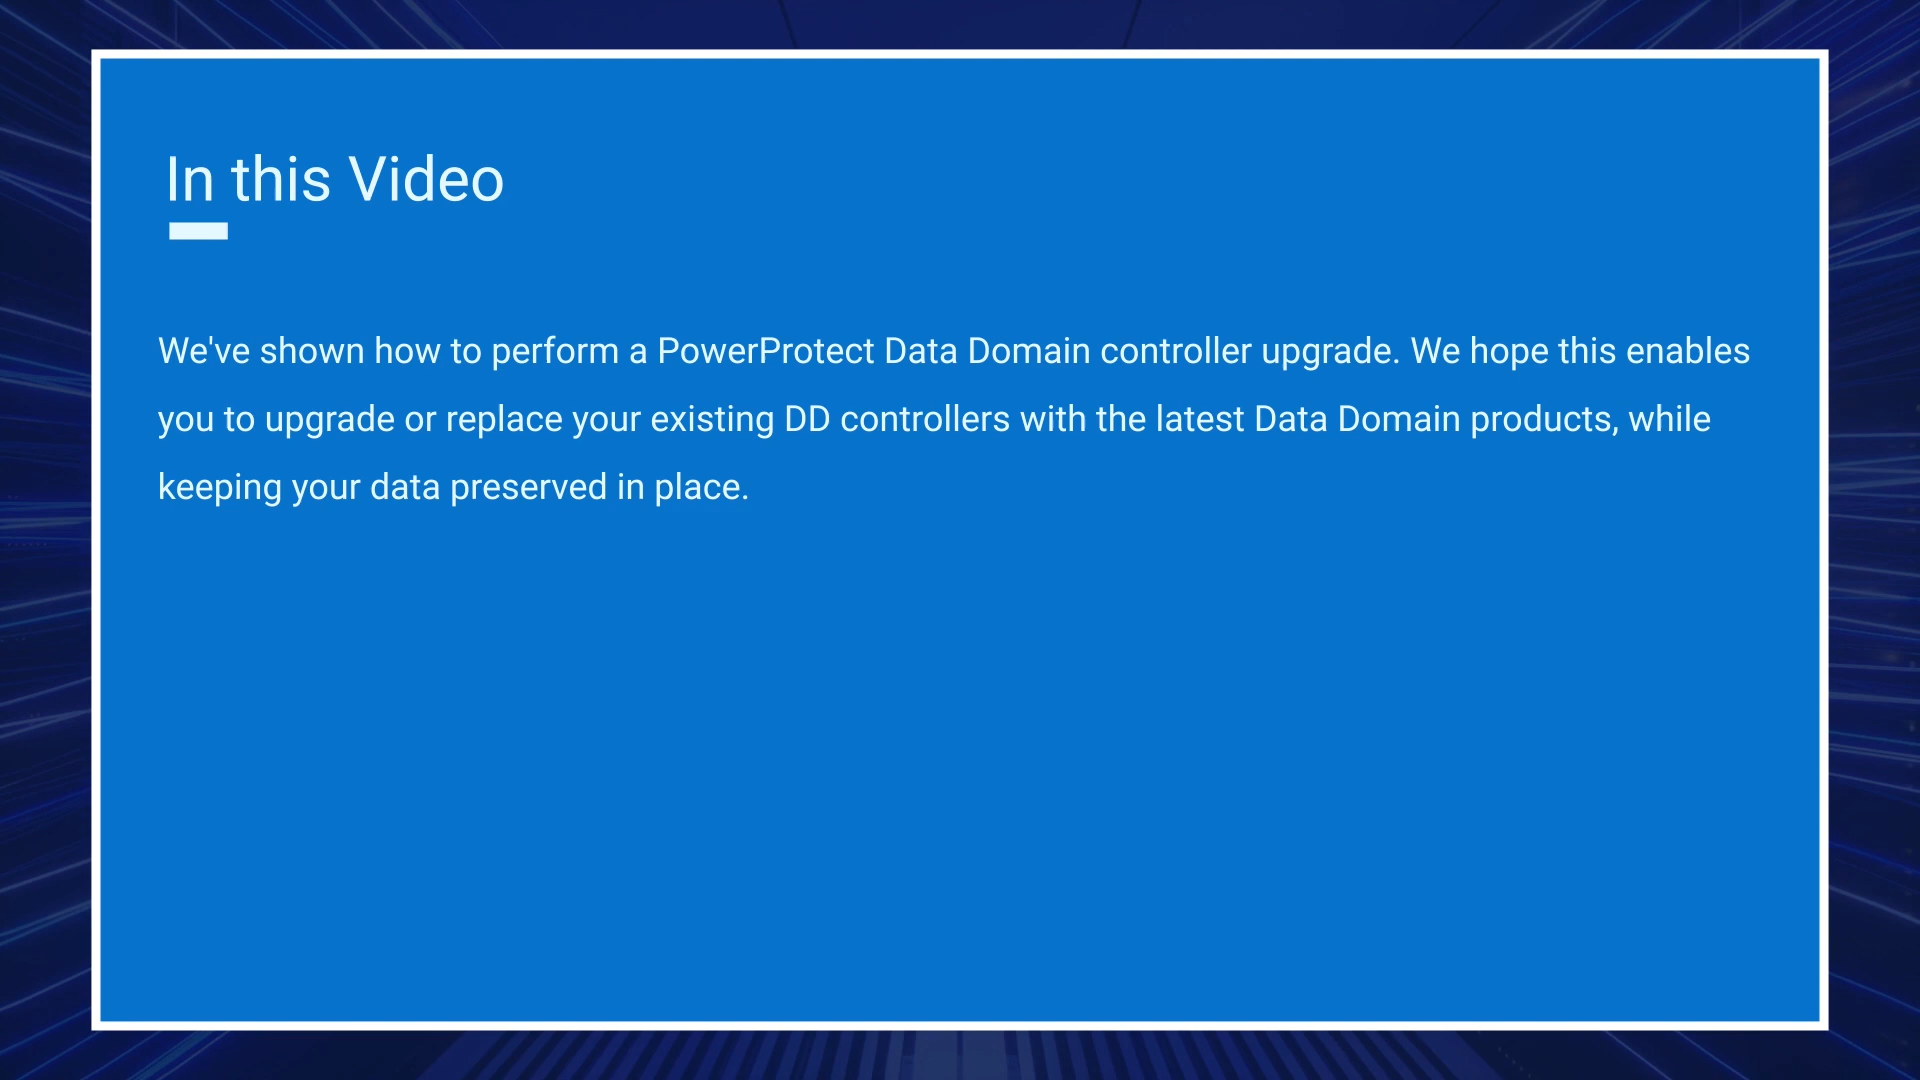 In this Video
We've shown how to perform a PowerProtect Data Domain controller upgrade. We hope this enables
you to upgrade or replace your existing DD controllers with the latest Data Domain products, while
keeping your data preserved in place.